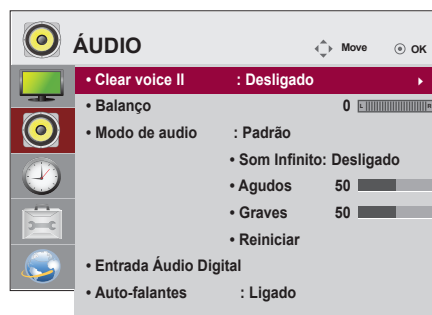 ÁUDIO
Move
OK
• Clear voice II : Desligado
• Balanço 0 L R
• Modo de audio : Padrão
• Som Infinito: Desligado
• Agudos 50
• Graves 50
• Reiniciar
• Entrada Áudio Digital
• Auto-falantes : Ligado